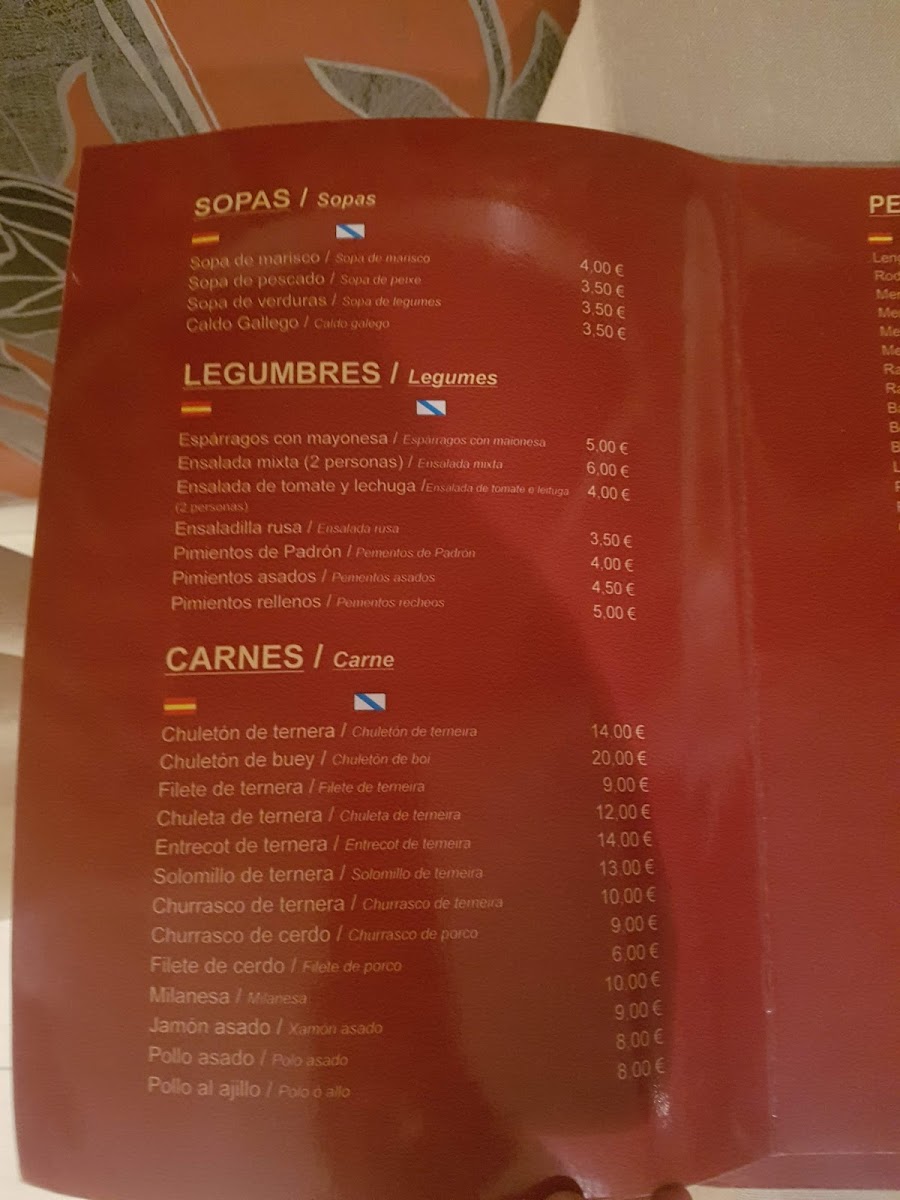 SOPAS / Sopas
Sopa de marisco / Sopa de marisco 4,00 €
Sopa de pescado / Sopa de peixe 3,50 €
Sopa de verduras / Sopa de legumes 3,50 €
Caldo Gallego / Caldo galego 3,50 €
LEGUMBRES / Legumes
Espárragos con mayonesa / Espárragos con maionesa 5,00 €
Ensalada mixta (2 personas) / Ensalada mixta 6,00 €
Ensalada de tomate y lechuga /Ensalada de tomate e leituga 4,00 €
(2 personas)
Ensaladilla rusa / Ensalada rusa 3,50 €
Pimientos de Padrón / Pementos de Padrón 4,00 €
Pimientos asados / Pementos asados 4,50 €
Pimientos rellenos / Pementos recheos 5,00 €
CARNES / Carne
Chuletón de ternera / Chuletón de terneira 14,00 €
Chuletón de buey / Chuletón de boi 20,00 €
Filete de ternera / Filete de terneira 9,00 €
Chuleta de ternera / Chuleta de terneira 12,00 €
Entrecot de ternera / Entrecot de terneira 14,00 €
Solomillo de ternera / Solomillo de terneira 13,00 €
Churrasco de ternera / Churrasco de terneira 10,00 €
Churrasco de cerdo / Churrasco de porco 9,00 €
Filete de cerdo / Filete de porco 6,00 €
Milanesa / Milanesa 10,00 €
Jamón asado / Xamón asado 9,00 €
Pollo asado / Polo asado 8,00 €
Pollo al ajillo / Polo ó allo 8,00 €